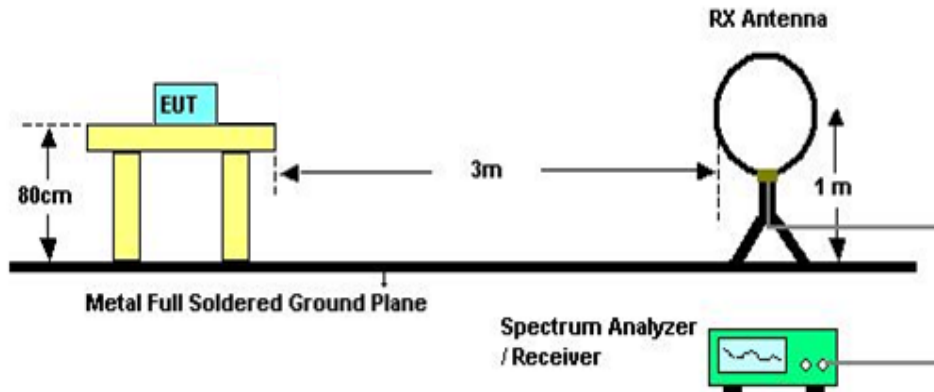 RX Antenna
EUT
3m
80cm
1 m
Metal Full Soldered Ground Plane
Spectrum Analyzer
/ Receiver